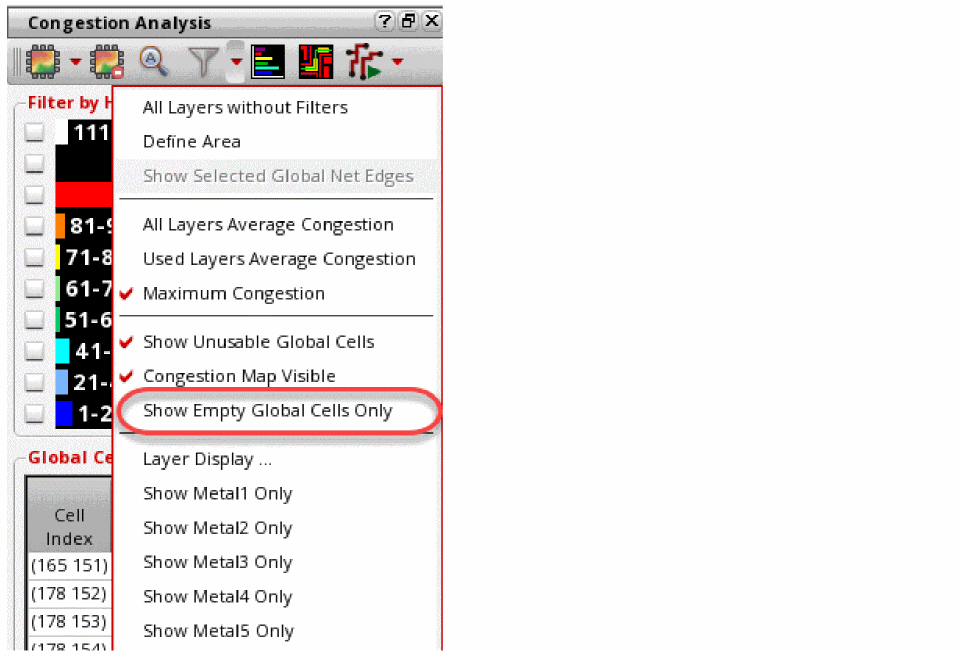 Congestion Analysis
Filter by H
111
All Layers without Filters
Define Area
Show Selected Global Net Edges
81-9
All Layers Average Congestion
71-8
Used Layers Average Congestion
61-7
Maximum Congestion
51-6
Show Unusable Global Cells
41-
21-
Congestion Map Visible
1-2
Show Empty Global Cells Only
Global Ce
Layer Display ...
Show Metal1 Only
Cell
Index
Show Metal2 Only
(165 151)
Show Metal3 Only
(178 152)
Show Metal4 Only
(178 153)
Show Metal5 Only
(178 154)